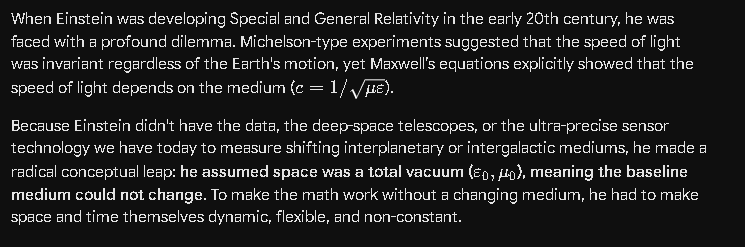 When Einstein was developing Special and General Relativity in the early 20th century, he was
faced with a profound dilemma. Michelson-type experiments suggested that the speed of light
was invariant regardless of the Earth's motion, yet Maxwell's equations explicitly showed that the
speed of light depends on the medium (c = 1/√με).
Because Einstein didn't have the data, the deep-space telescopes, or the ultra-precise sensor
technology we have today to measure shifting interplanetary or intergalactic mediums, he made a
radical conceptual leap: he assumed space was a total vacuum (ε₀, μ₀), meaning the baseline
medium could not change. To make the math work without a changing medium, he had to make
space and time themselves dynamic, flexible, and non-constant.